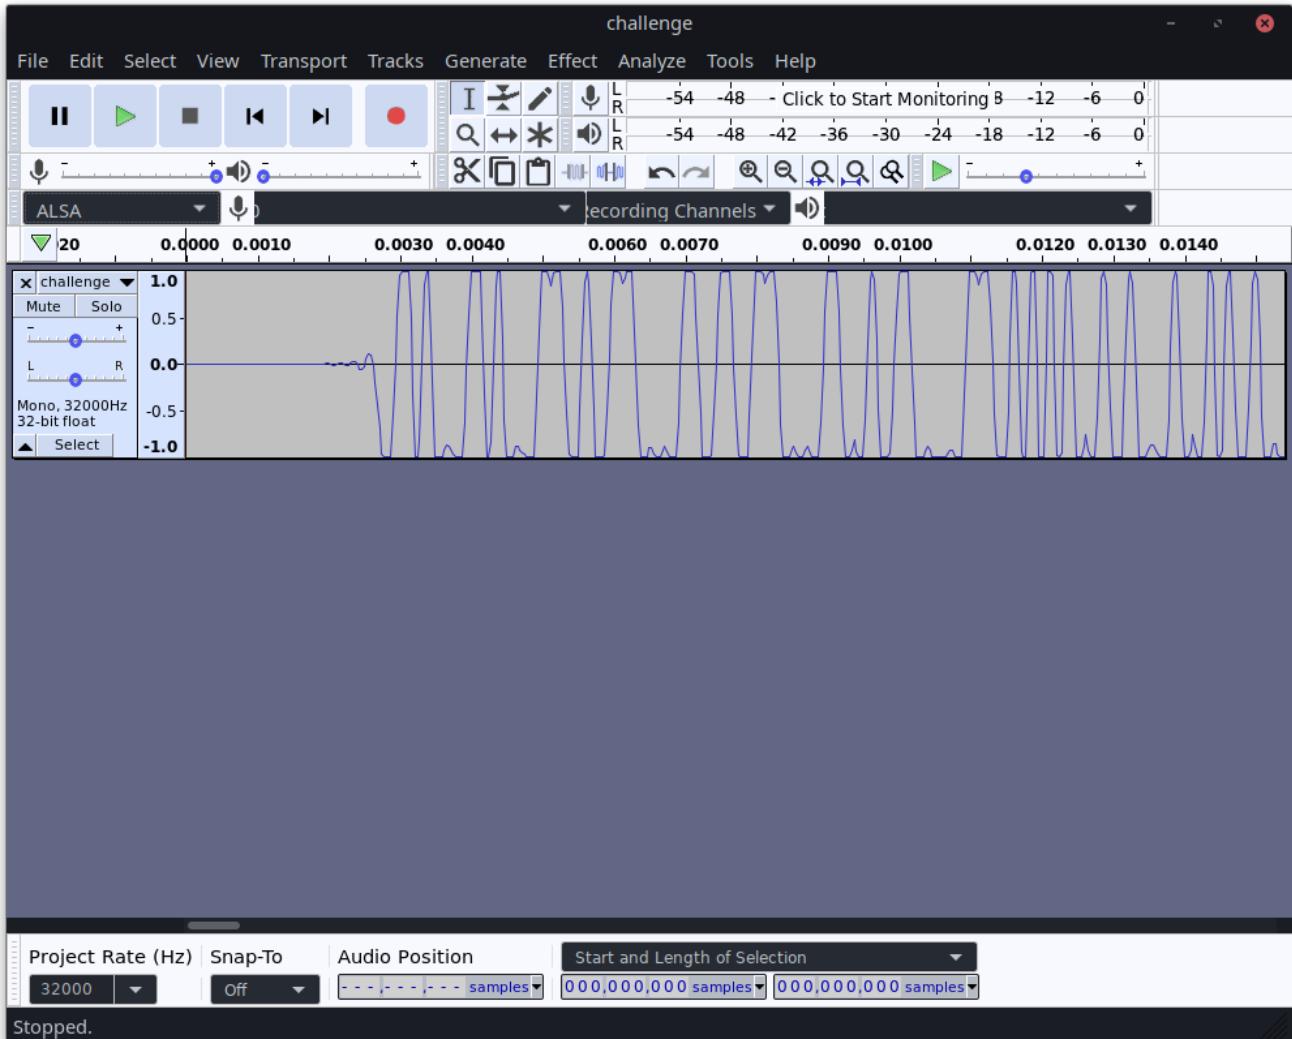 challenge
File Edit Select View Transport Tracks Generate Effect Analyze Tools Help
L
R
-54 -48 - Click to Start Monitoring -12 -6 0
L
R
-54 -48 -42 -36 -30 -24 -18 -12 -6 0
- + - + - +
ALSA ecording Channels
20 0.0000 0.0010 0.0030 0.0040 0.0060 0.0070 0.0090 0.0100 0.0120 0.0130 0.0140
challenge
Mute Solo
- +
L R
Mono, 32000Hz
32-bit float
Select
1.0
0.5
0.0
-0.5
-1.0
Project Rate (Hz) Snap-To Audio Position Start and Length of Selection
32000 Off - - - , - - - , - - - samples 000,000,000 samples 000,000,000 samples
Stopped.